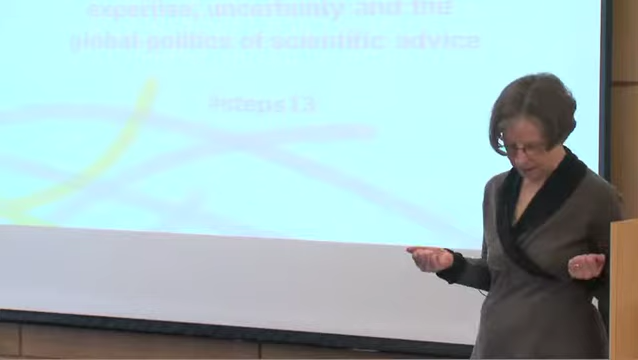 expertise, uncertainty and the
global politics of scientific advice
#steps13